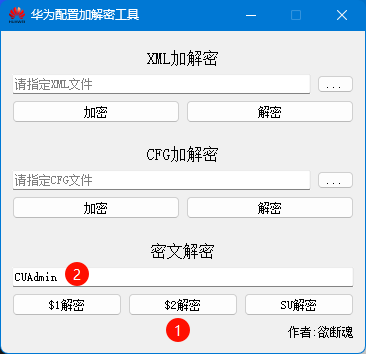 华为配置加解密工具
XML加解密
请指定XML文件 ...
加密 解密
CFG加解密
请指定CFG文件 ...
加密 解密
密文解密
CUAdmin 2
$1解密 $2解密 SU解密
1
作者:欲断魂